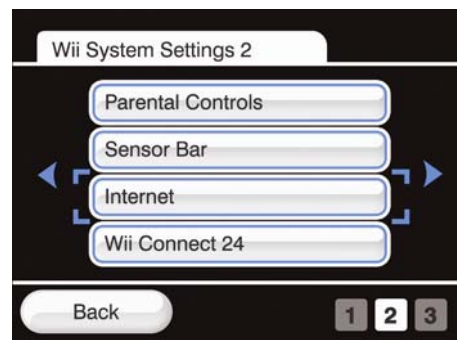 Wii System Settings 2
Parental Controls
Sensor Bar
Internet
Wii Connect 24
Back
1 2 3